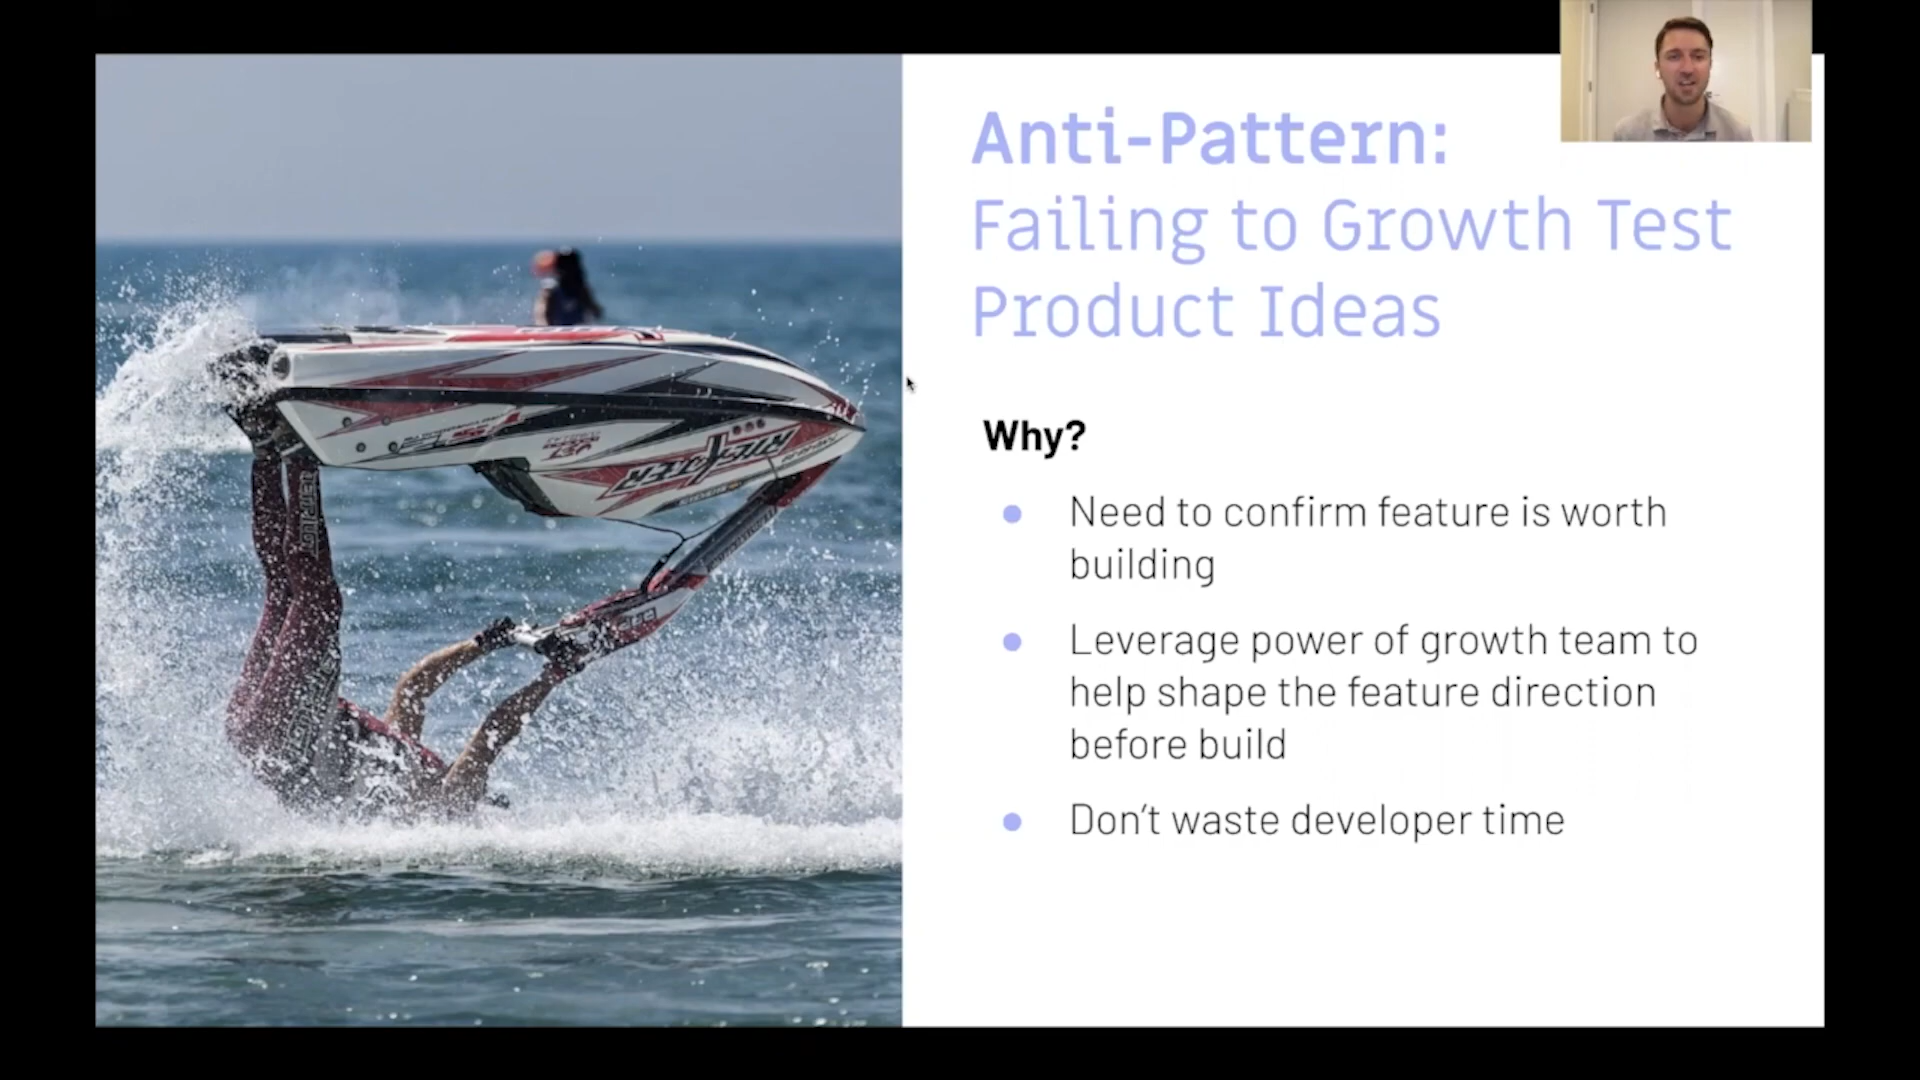 Anti-Pattern:
Failing to Growth Test
Product Ideas
Why?
Need to confirm feature is worth
building
Leverage power of growth team to
help shape the feature direction
before build
Don't waste developer time